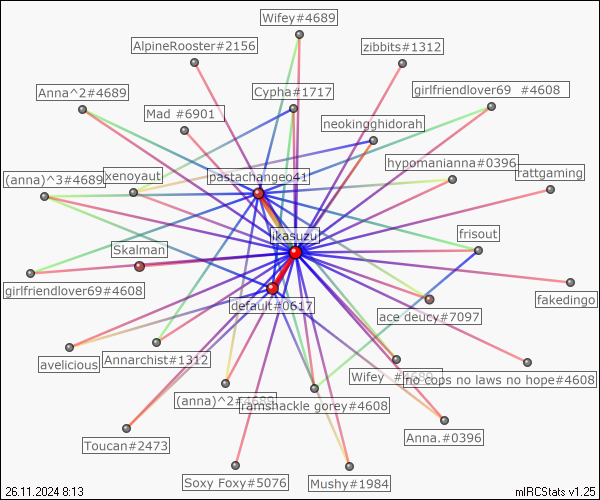 Wifey#4689
AlpineRooster#2156
zibbits#1312
Anna^2#4689
Cypha#1717
girlfriendlover69 #4608
Mad #6901
neokingghidorah
(anna)^3#4689
xenoyaut
pastachangeo41
hypomanianna#0396
rattgaming
Skalman
ikasuzu
frisout
girlfriendlover69#4608
default#0617
ace deucy#7097
fakedingo
avelicious
Annarchist#1312
Wifey #4689
no cops no laws no hope#4608
(anna)^2#4689
ramshackle gorey#4608
Toucan#2473
Anna.#0396
Soxy Foxy#5076
Mushy#1984
26.11.2024 8:13
mIRCStats v1.25